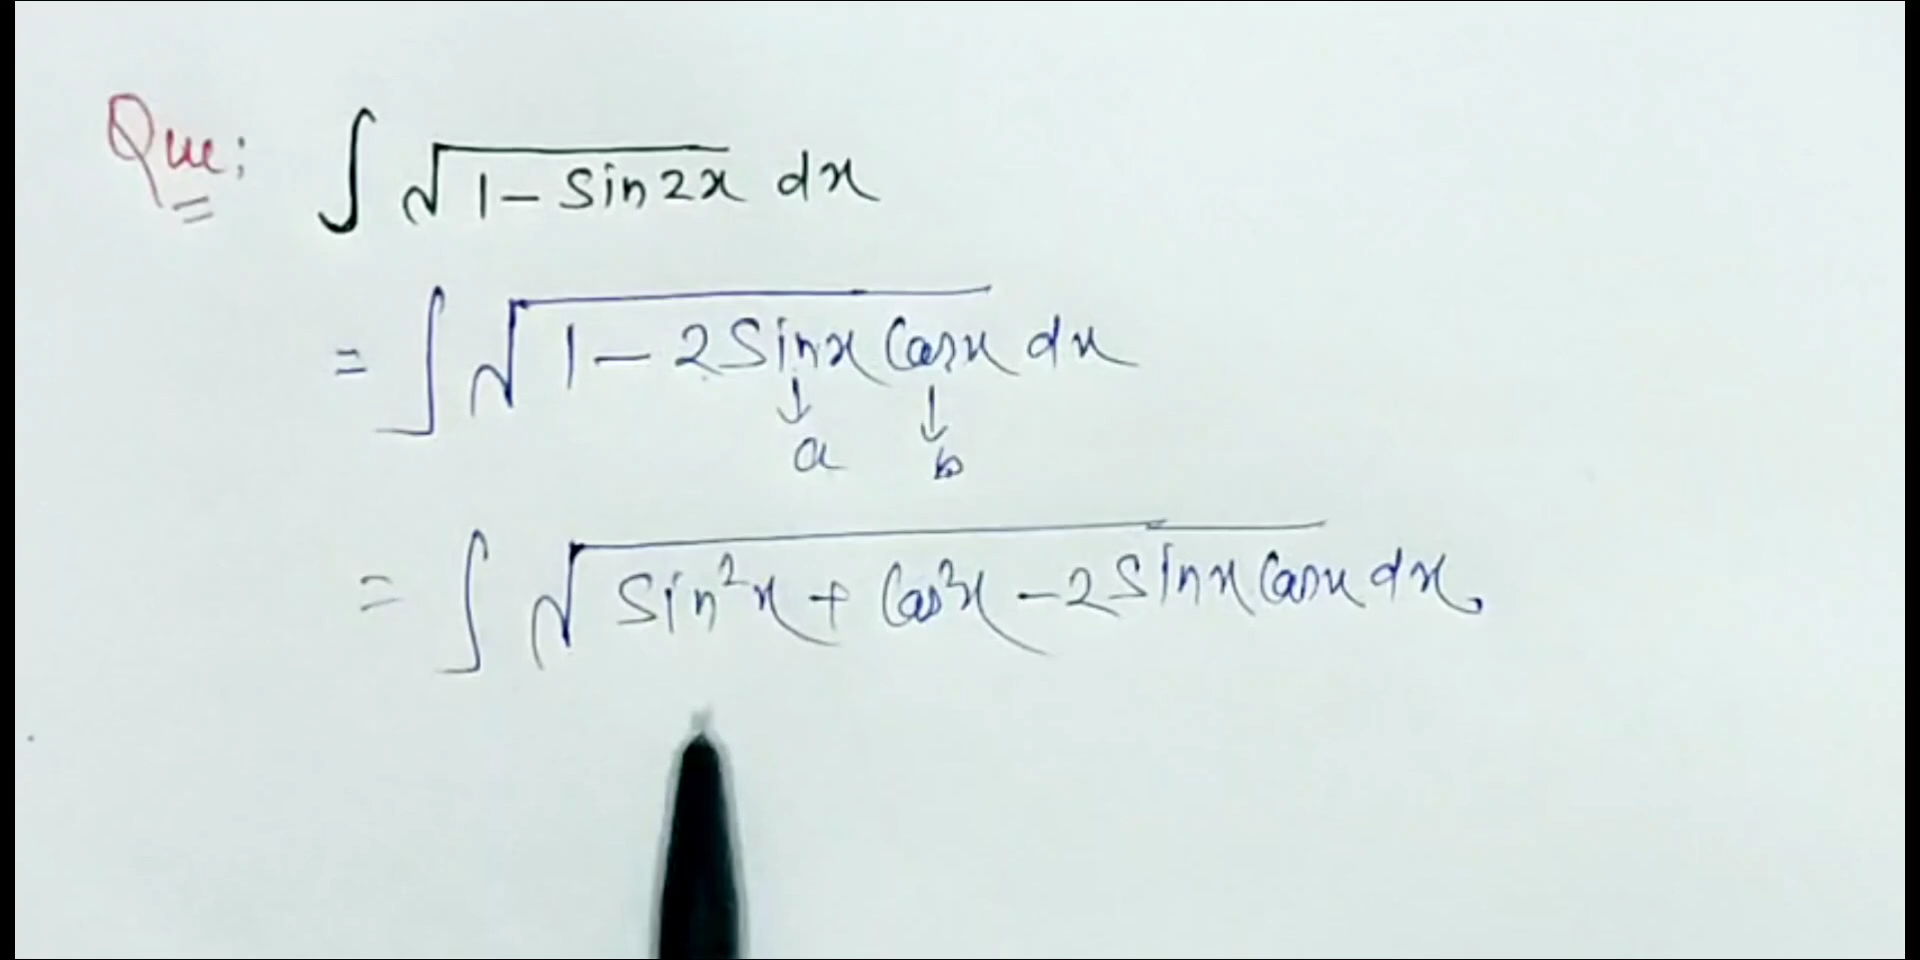 Que: ∫ √1 - Sin2x dx
= ∫ √1 - 2Sinx Cosx dx
a b
= ∫ √Sin²x + Cos²x - 2Sinx Cosx dx.